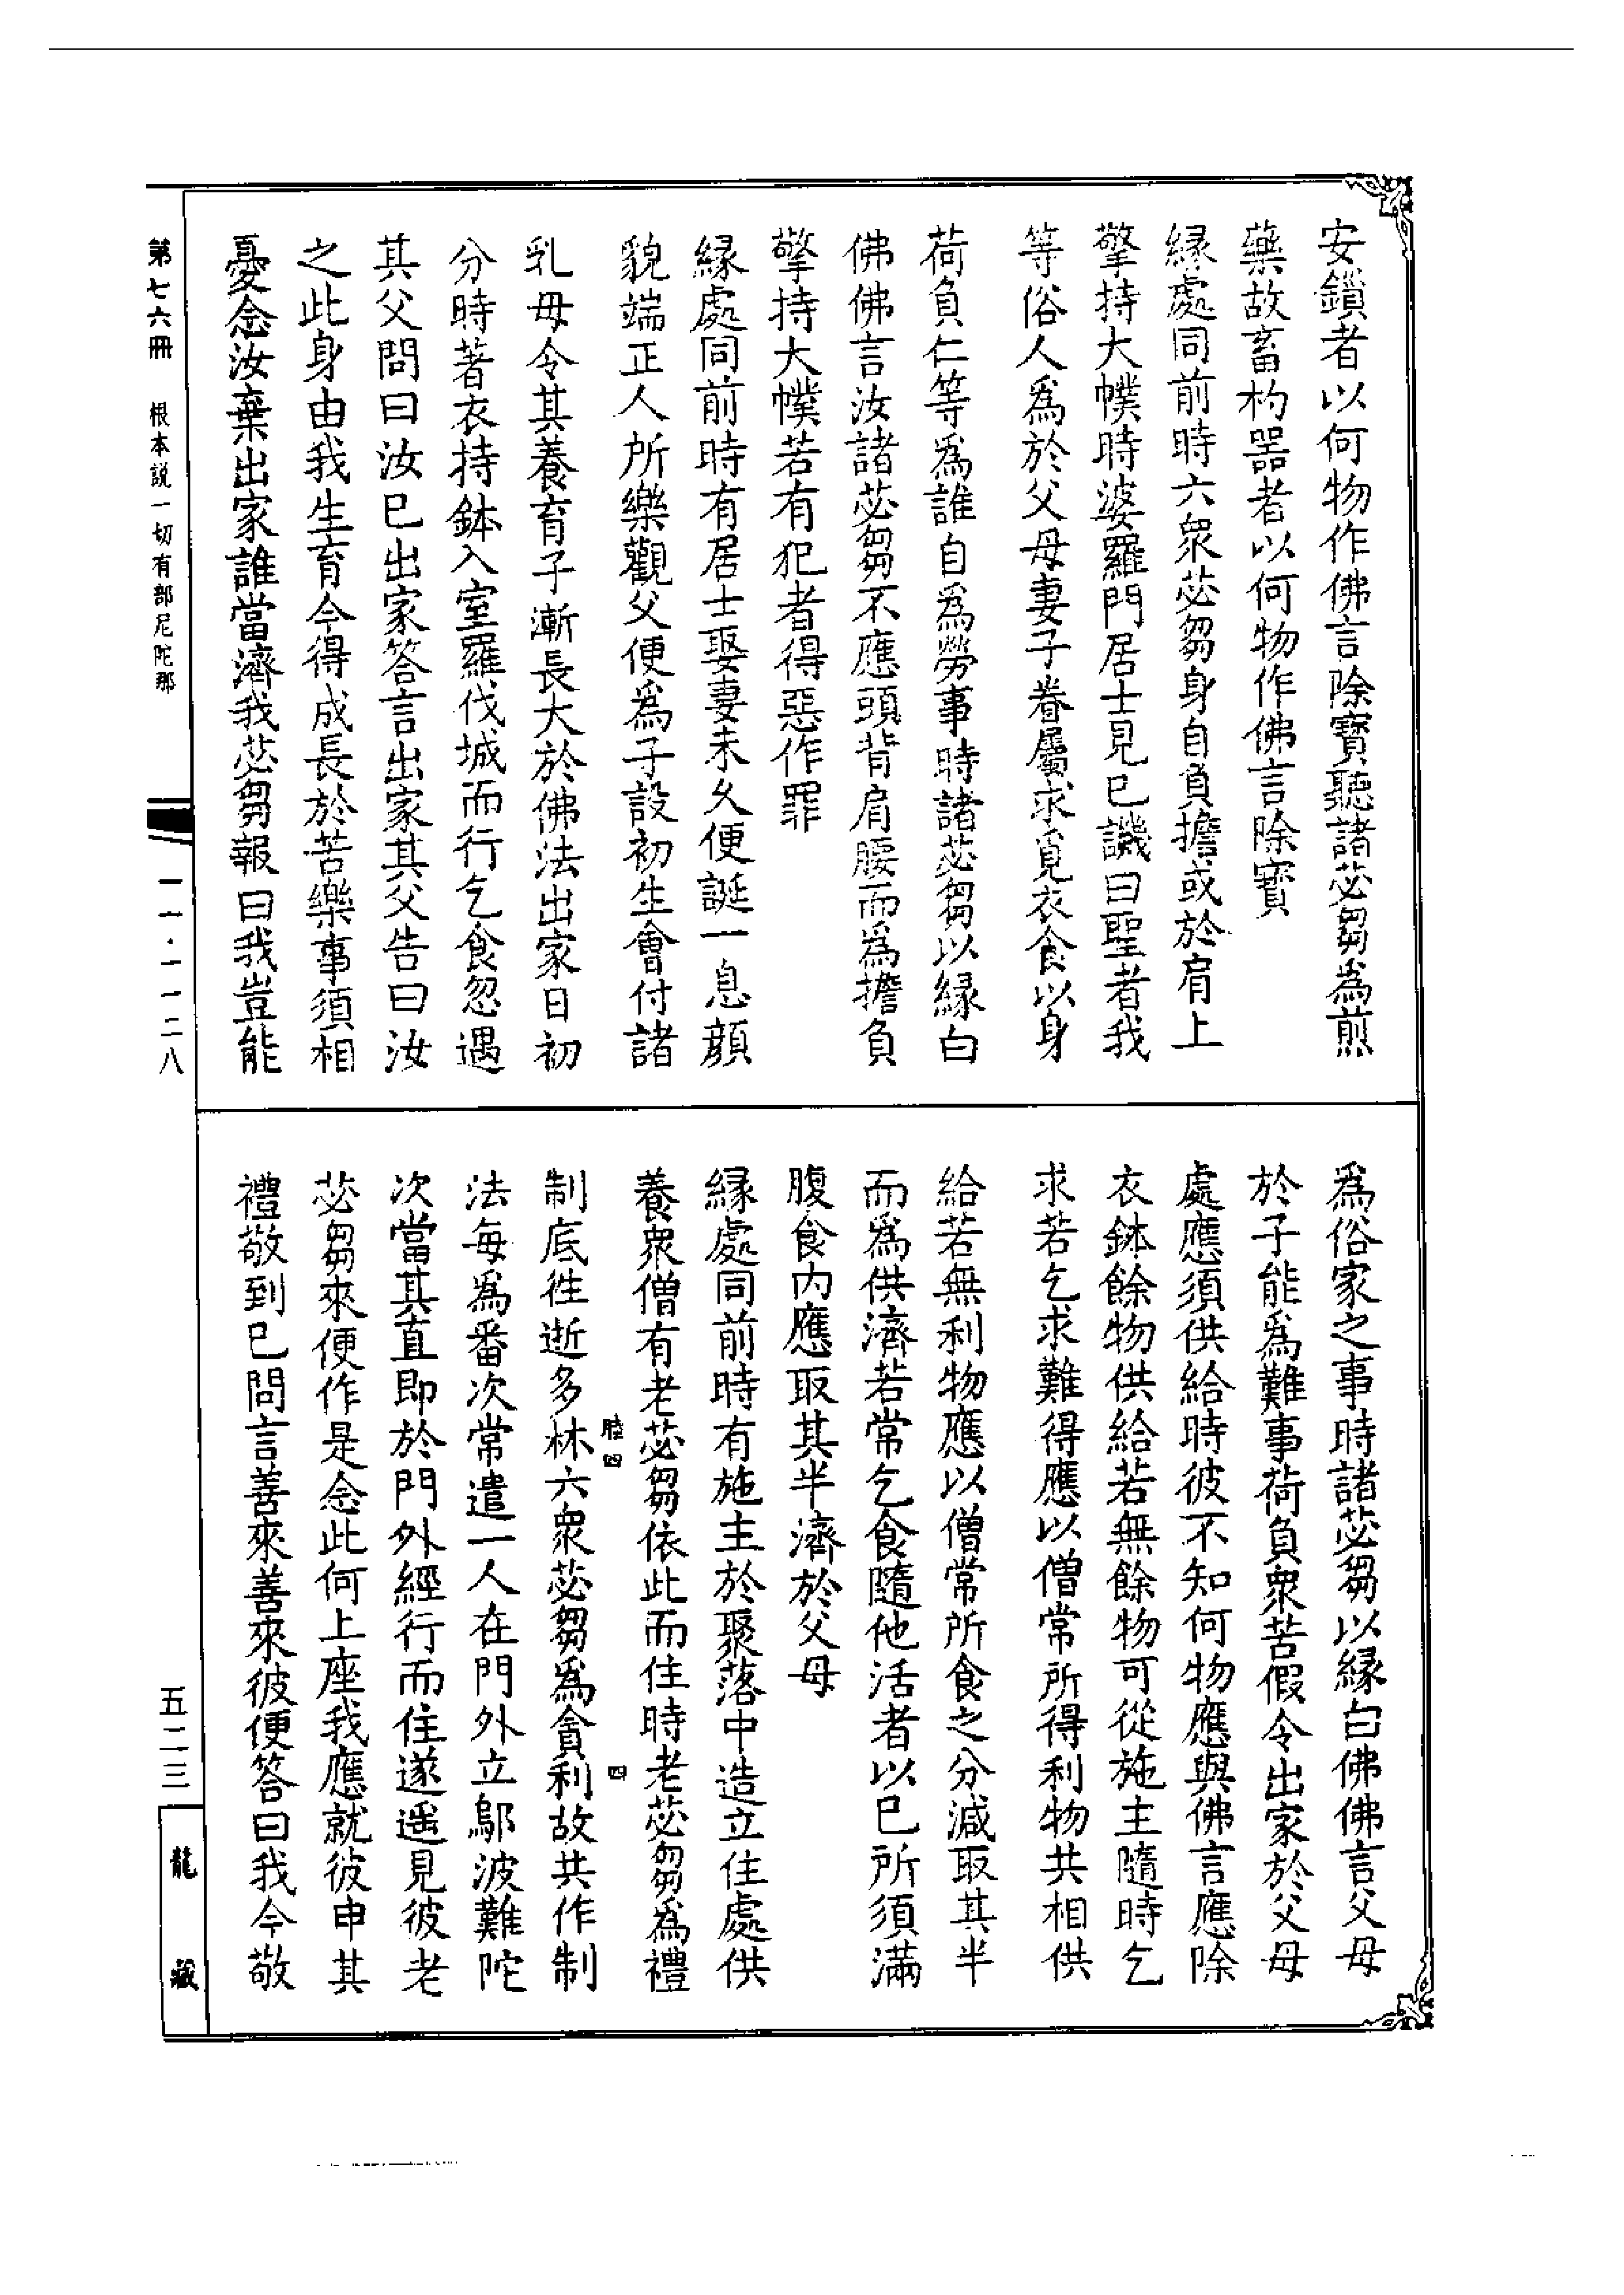 安鎖者以何物作佛言除寶聽諸苾芻為煎
藥故畜杓器者以何物作佛言除寶
緣處同前時六眾苾芻身自負擔或於肩上
擎持大幞時婆羅門居士見已譏曰聖者我
等俗人為於父母妻子眷屬求覓衣食以身
荷負仁等為誰自為勞事時諸苾芻以緣白
佛佛言汝諸苾芻不應頭背肩腰而為擔負
擎持大幞若有犯者得惡作罪
緣處同前時有居士娶妻未久便誕一息顏
貌端正人所樂觀父便為子設初生會付諸
乳母令其養育子漸長大於佛法出家日初
分時著衣持鉢入室羅伐城而行乞食忽遇
其父問曰汝已出家答言出家其父告曰汝
之此身由我生育今得成長於苦樂事須相
憂念汝棄出家誰當濟我苾芻報曰我豈能
為俗家之事時諸苾芻以緣白佛佛言父母
於子能為難事荷負眾苦假令出家於父母
處應須供給時彼不知何物應與佛言應除
衣鉢餘物供給若無餘物可從施主隨時乞
求若乞求難得應以僧常所得利物共相供
給若無利物應以僧常所食之分減取其半
而為供濟若常乞食隨他活者以已所須滿
腹食內應取其半濟於父母
緣處同前時有施主於聚落中造立住處供
養眾僧有老苾芻依此而住時老苾芻為禮
制底往逝多林六眾苾芻為貪利故共作制
法每為番次常遣一人在門外立鄔波難陀
次當其直即於門外經行而住遂遙見彼老
苾芻來便作是念此何上座我應就彼申其
禮敬到已問言善來善來彼便答曰我今敬
四
四
第七六冊 根本說一切有部尼陀那
一一·一一二八
五二三
龍藏